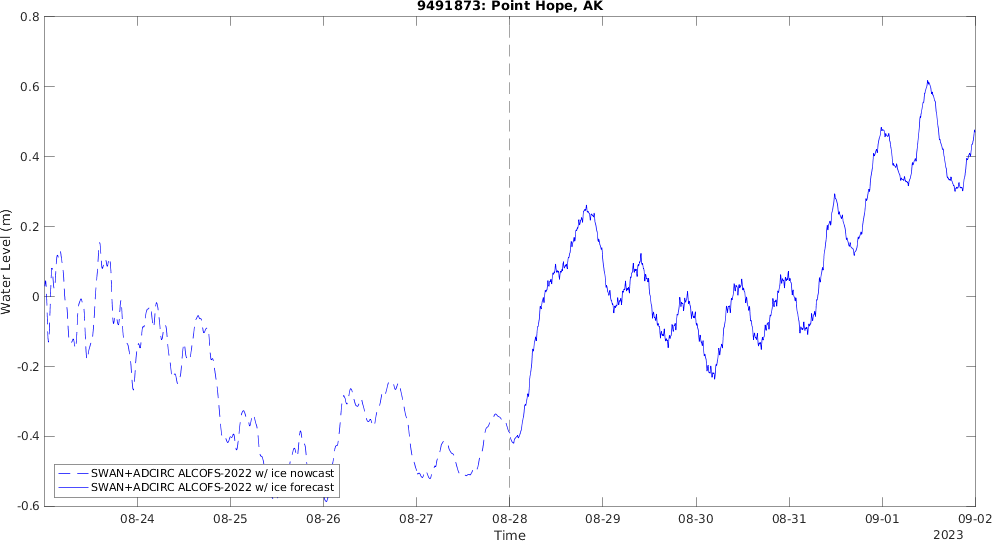 9491873: Point Hope, AK
0.8
0.6
0.4
0.2
0
-0.2
-0.4
-0.6
Water Level (m)
SWAN+ADCIRC ALCOFS-2022 w/ ice nowcast
SWAN+ADCIRC ALCOFS-2022 w/ ice forecast
08-24 08-25 08-26 08-27 08-28 08-29 08-30 08-31 09-01 09-02
Time
2023